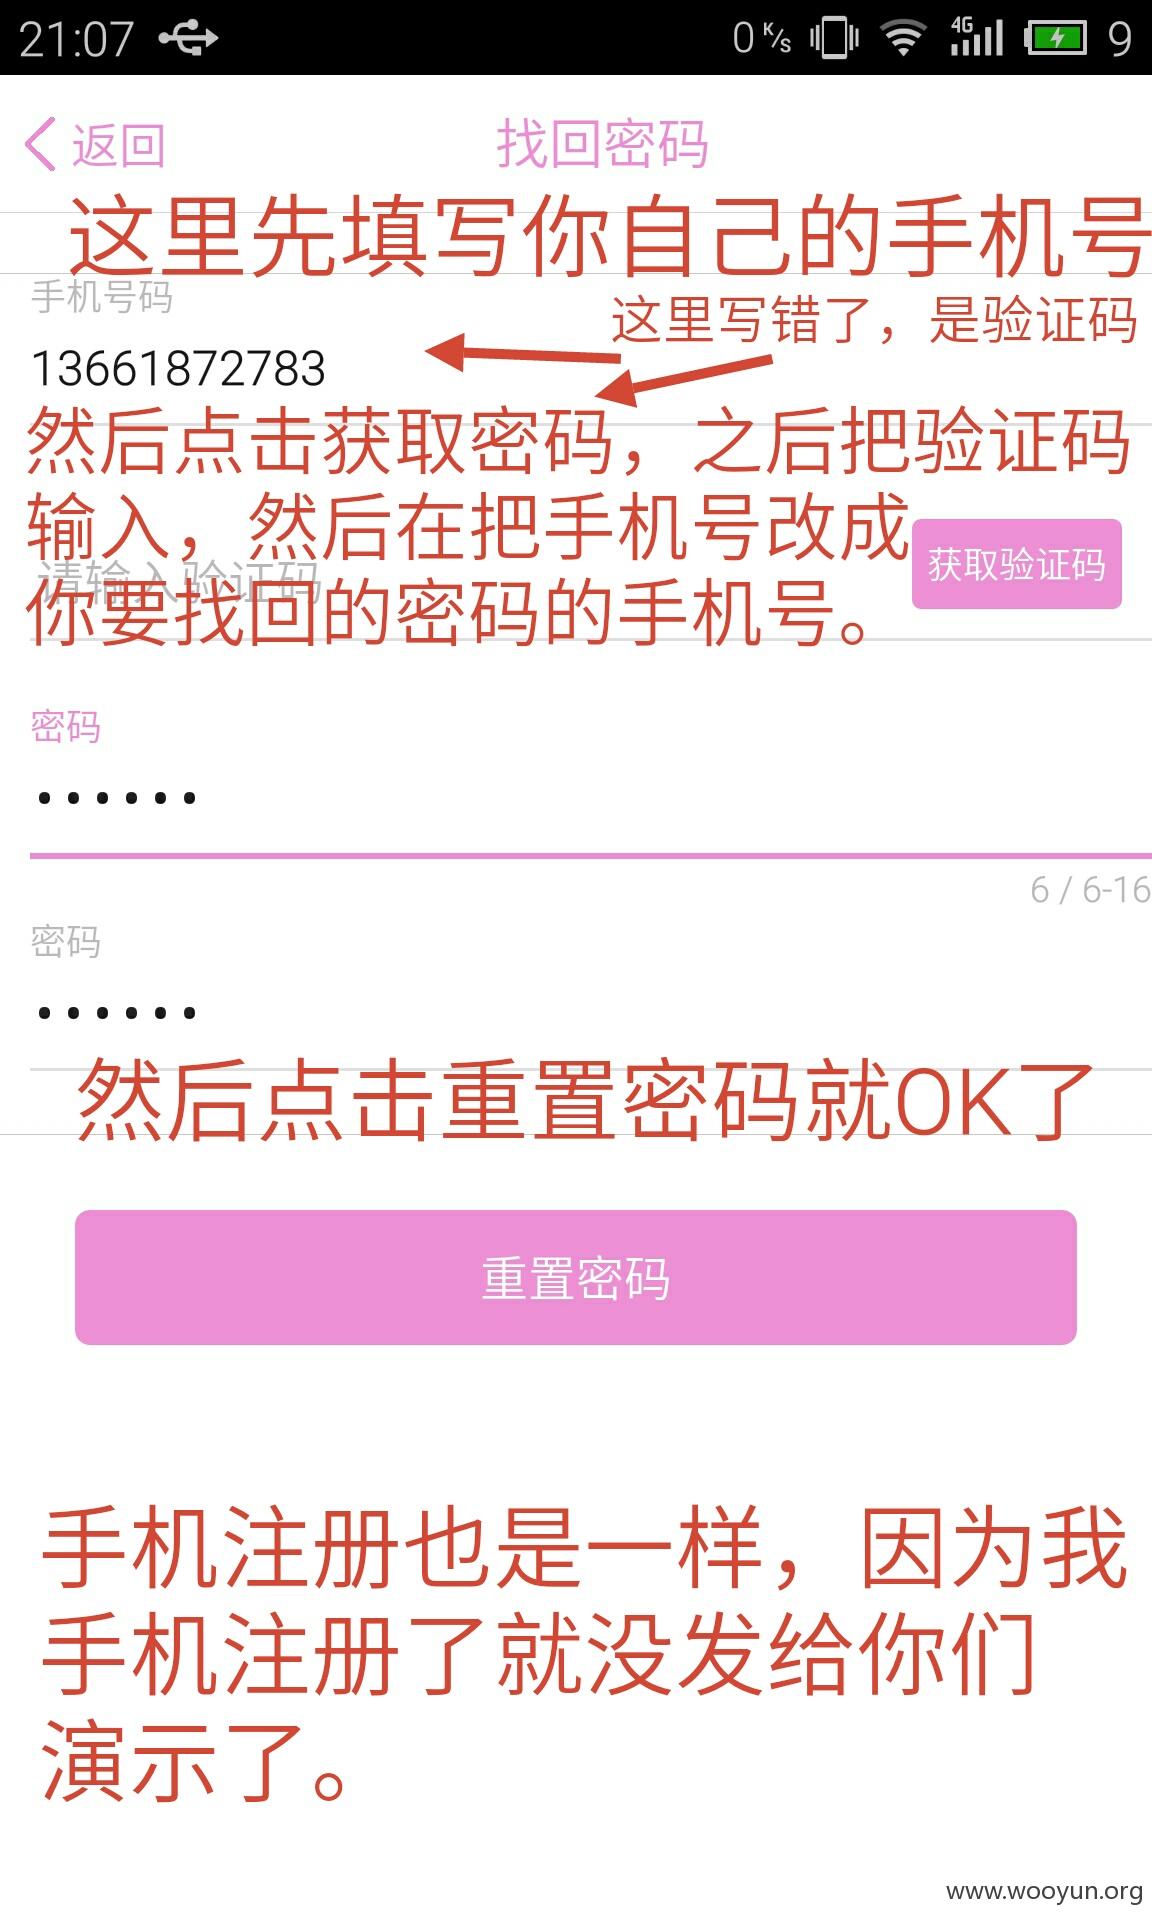 21:07
0 K/s
4G
9
返回
找回密码
这里先填写你自己的手机号
手机号码
这里写错了，是验证码
13661872783
然后点击获取密码，之后把验证码
输入，然后在把手机号改成
获取验证码
请输入验证码
你要找回的密码的手机号。
密码
••••••
6 / 6-16
密码
••••••
然后点击重置密码就OK了
重置密码
手机注册也是一样，因为我
手机注册了就没发给你们
演示了。
www.wooyun.org